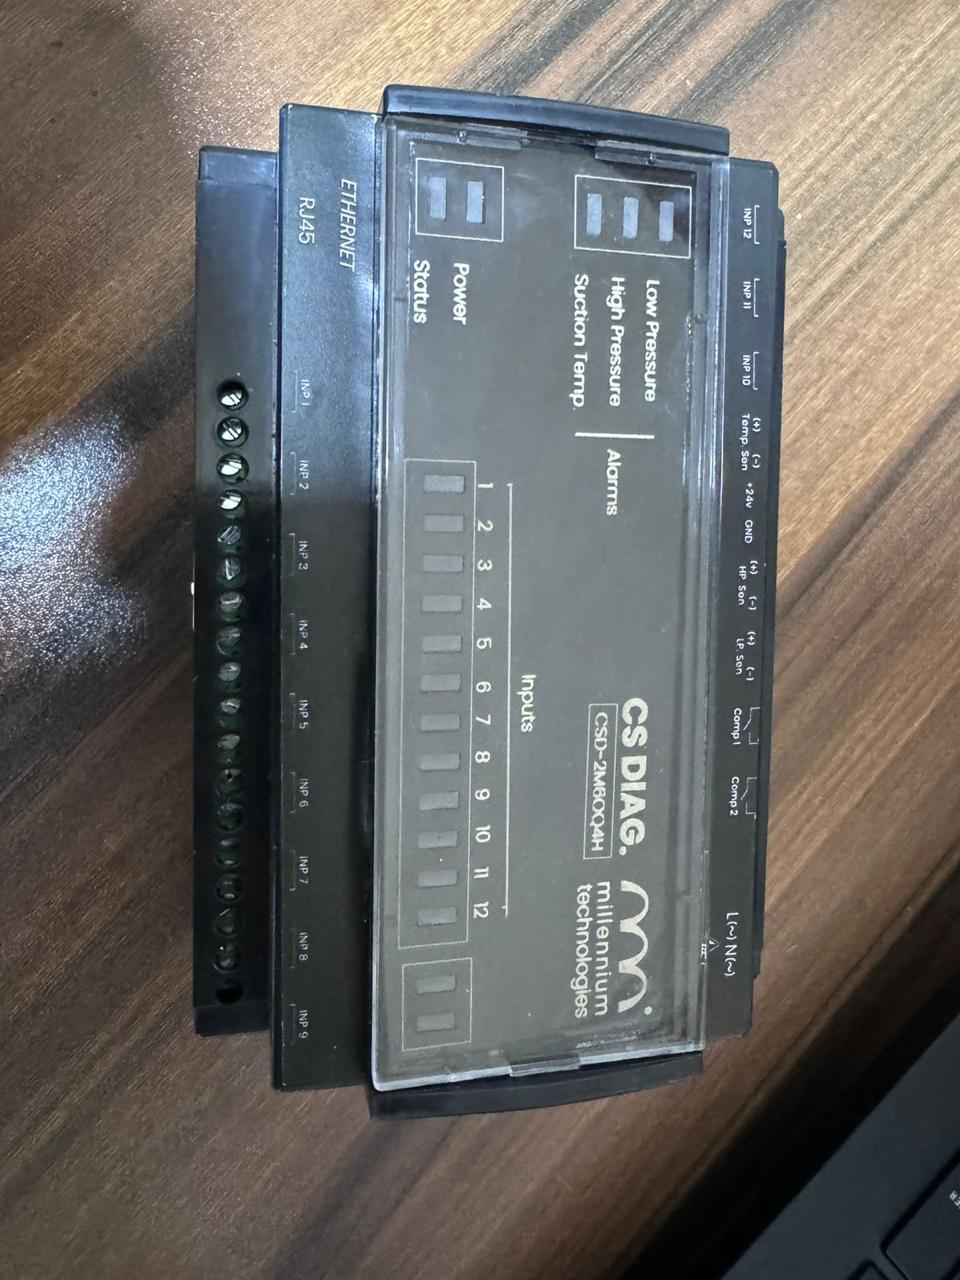 INP 12 INP 11 INP 10 (+) (-) Temp. Sen +24v GND (+) (-) HP Sen (+) (-) LP. Sen Comp 1 Comp 2 L(~) N(~)
Low Pressure
High Pressure
Suction Temp.
Alarms
CS DIAG.
CSD-2M60Q4H
millennium
technologies
Inputs
1 2 3 4 5 6 7 8 9 10 11 12
Power
Status
ETHERNET
RJ45
INP 1 INP 2 INP 3 INP 4 INP 5 INP 6 INP 7 INP 8 INP 9